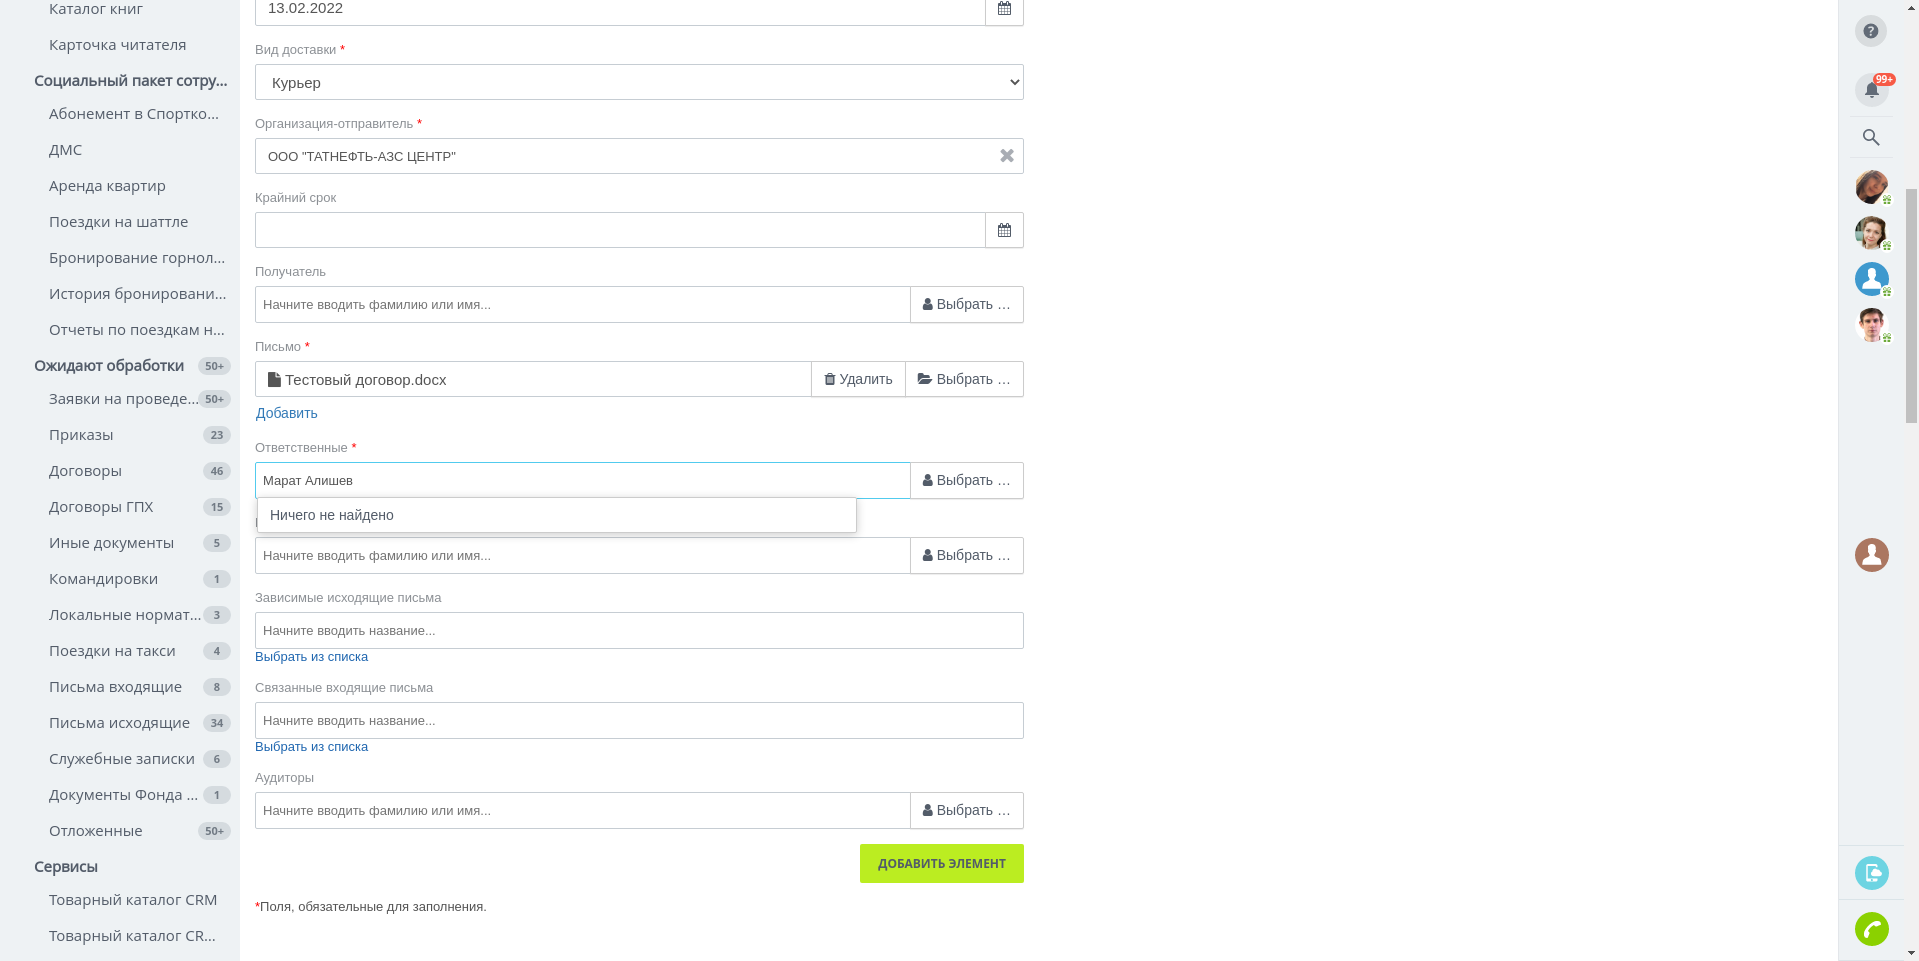 Каталог книг
Карточка читателя
Социальный пакет сотру...
Абонемент в Спортко...
ДМС
Аренда квартир
Поездки на шаттле
Бронирование горнол...
История бронировани...
Отчеты по поездкам н...
Ожидают обработки 50+
Заявки на проведе... 50+
Приказы 23
Договоры 46
Договоры ГПХ 15
Иные документы 5
Командировки 1
Локальные нормат... 3
Поездки на такси 4
Письма входящие 8
Письма исходящие 34
Служебные записки 6
Документы Фонда ... 1
Отложенные 50+
Сервисы
Товарный каталог CRM
Товарный каталог CR...
13.02.2022
Вид доставки *
Курьер
Организация-отправитель *
ООО "ТАТНЕФТЬ-АЗС ЦЕНТР"
Крайний срок
Получатель
Начните вводить фамилию или имя... Выбрать ...
Письмо *
Тестовый договор.docx Удалить Выбрать ...
Добавить
Ответственные *
Марат Алишев Выбрать ...
Ничего не найдено
Начните вводить фамилию или имя... Выбрать ...
Зависимые исходящие письма
Начните вводить название...
Выбрать из списка
Связанные входящие письма
Начните вводить название...
Выбрать из списка
Аудиторы
Начните вводить фамилию или имя... Выбрать ...
ДОБАВИТЬ ЭЛЕМЕНТ
*Поля, обязательные для заполнения.
?
99+